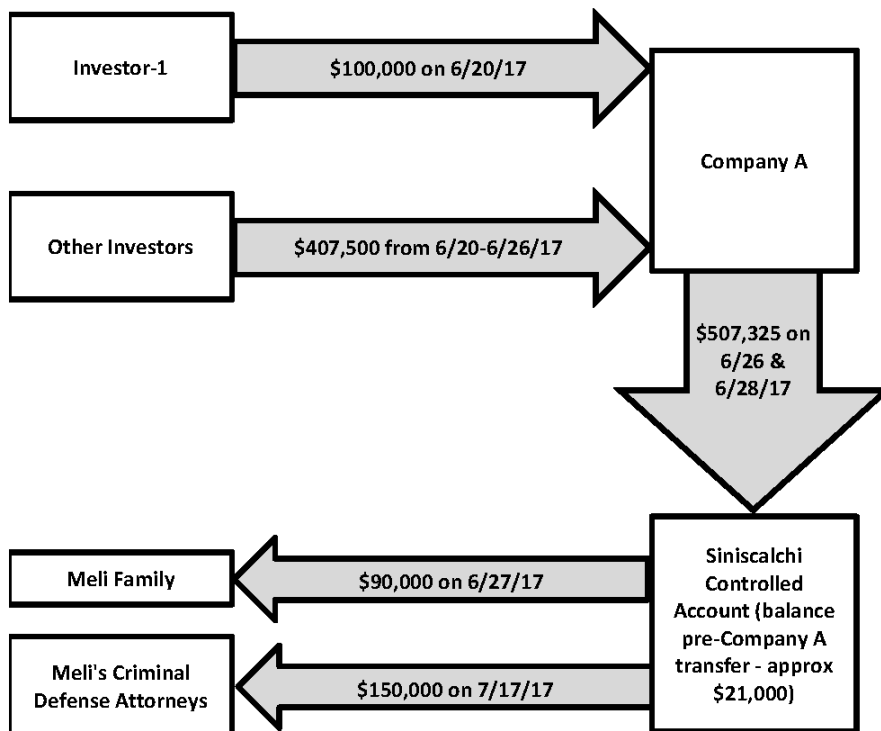 Investor-1
$100,000 on 6/20/17
Company A
Other Investors
$407,500 from 6/20-6/26/17
$507,325 on
6/26 &
6/28/17
Meli Family
$90,000 on 6/27/17
Siniscalchi
Controlled
Account (balance
pre-Company A
transfer - approx
$21,000)
Meli's Criminal
Defense Attorneys
$150,000 on 7/17/17